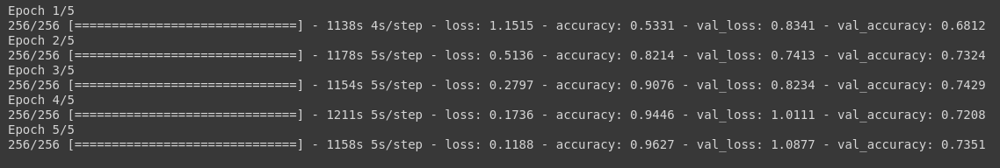 Epoch 1/5
256/256 [==============================] - 1138s 4s/step - loss: 1.1515 - accuracy: 0.5331 - val_loss: 0.8341 - val_accuracy: 0.6812
Epoch 2/5
256/256 [==============================] - 1178s 5s/step - loss: 0.5136 - accuracy: 0.8214 - val_loss: 0.7413 - val_accuracy: 0.7324
Epoch 3/5
256/256 [==============================] - 1154s 5s/step - loss: 0.2797 - accuracy: 0.9076 - val_loss: 0.8234 - val_accuracy: 0.7429
Epoch 4/5
256/256 [==============================] - 1211s 5s/step - loss: 0.1736 - accuracy: 0.9446 - val_loss: 1.0111 - val_accuracy: 0.7208
Epoch 5/5
256/256 [==============================] - 1158s 5s/step - loss: 0.1188 - accuracy: 0.9627 - val_loss: 1.0877 - val_accuracy: 0.7351